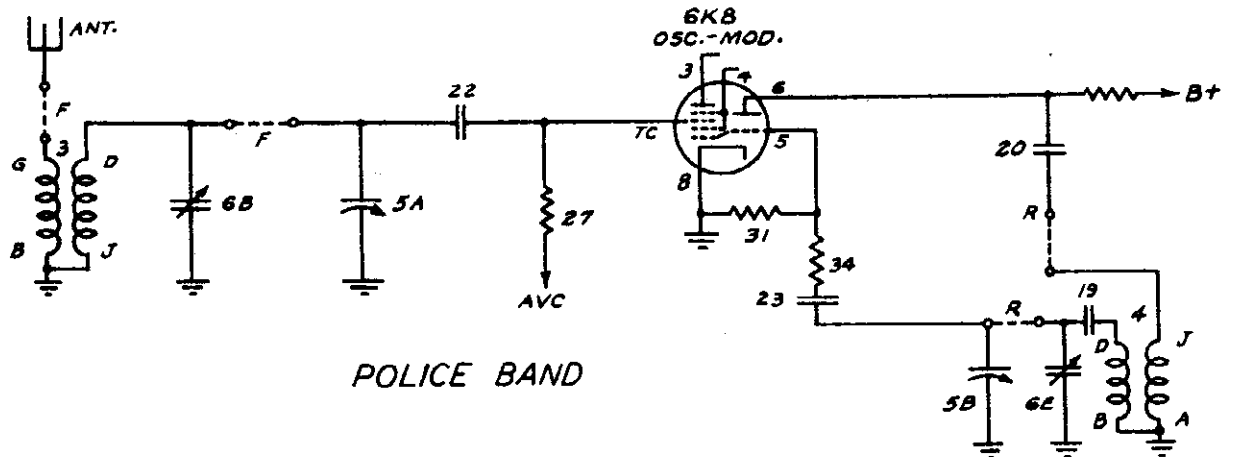 6K8
OSC.-MOD.
ANT.
3
4
6
B+
22
F
F
TC
5
20
3
G
D
8
6B
5A
27
31
R
34
B
J
AVC
23
19
4
R
D
J
POLICE BAND
5B
6E
B
A